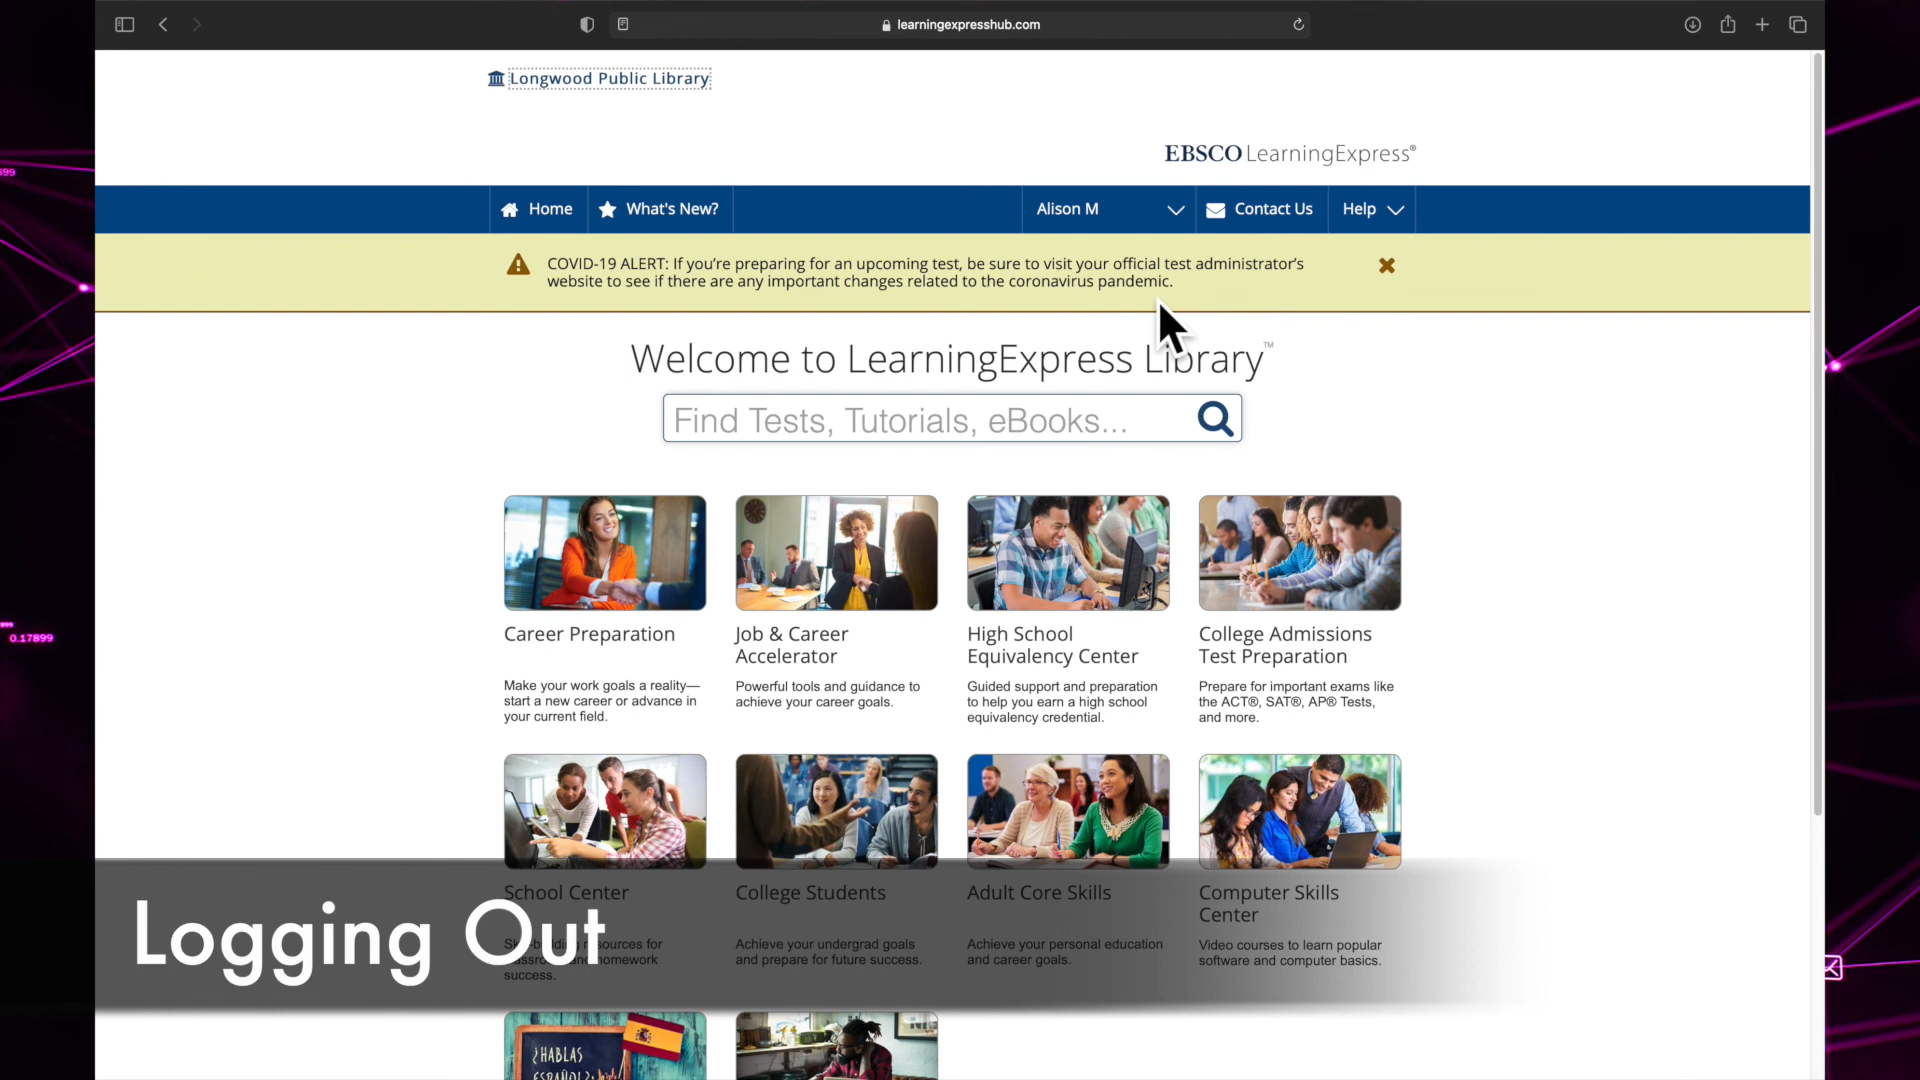 learningexpresshub.com
Longwood Public Library
EBSCO LearningExpress®
Home
What's New?
Alison M
Contact Us
Help
COVID-19 ALERT: If you're preparing for an upcoming test, be sure to visit your official test administrator's
website to see if there are any important changes related to the coronavirus pandemic.
Welcome to LearningExpress Library™
Find Tests, Tutorials, eBooks...
Career Preparation
Make your work goals a reality—
start a new career or advance in
your current field.
Job & Career
Accelerator
Powerful tools and guidance to
achieve your career goals.
High School
Equivalency Center
Guided support and preparation
to help you earn a high school
equivalency credential.
College Admissions
Test Preparation
Prepare for important exams like
the ACT®, SAT®, AP® Tests,
and more.
School Center
resources for
homework
success.
College Students
Achieve your undergrad goals
and prepare for future success.
Adult Core Skills
Achieve your personal education
and career goals.
Computer Skills
Center
Video courses to learn popular
software and computer basics.
Logging Out
¿HABLAS
ESPAÑOL?
899
0.17899